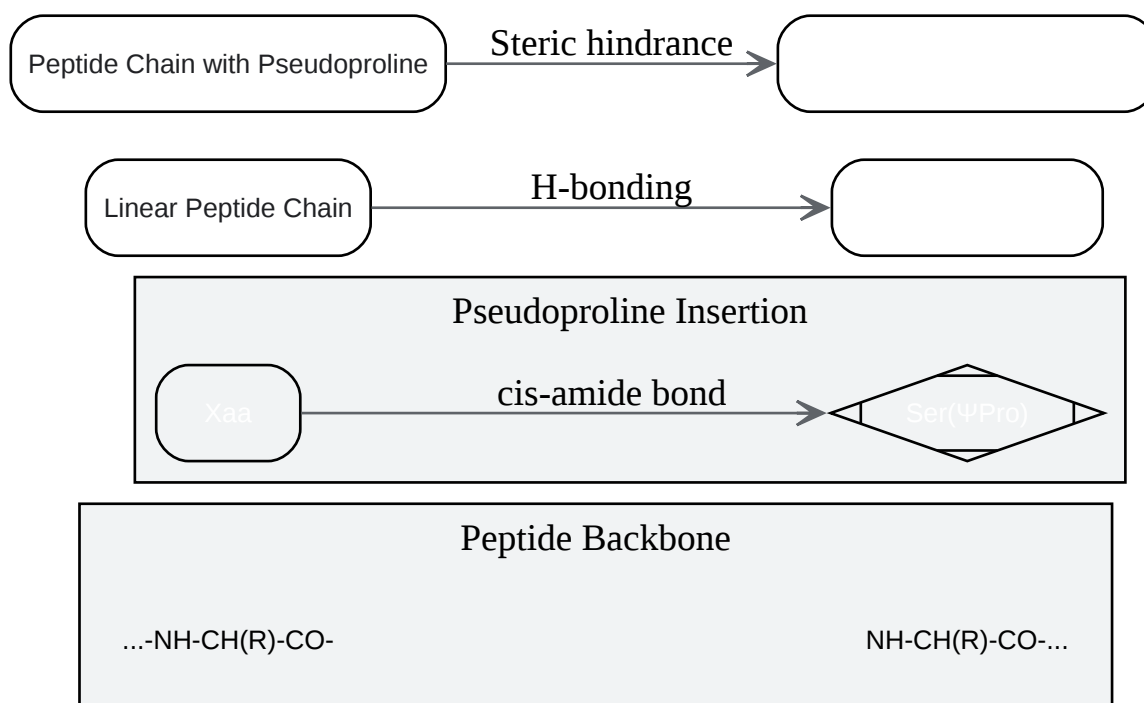 Peptide Chain with Pseudoproline
Steric hindrance
Linear Peptide Chain
H-bonding
Pseudoproline Insertion
Xaa
cis-amide bond
Ser(ΨPro)
Peptide Backbone
...-NH-CH(R)-CO-
NH-CH(R)-CO-...